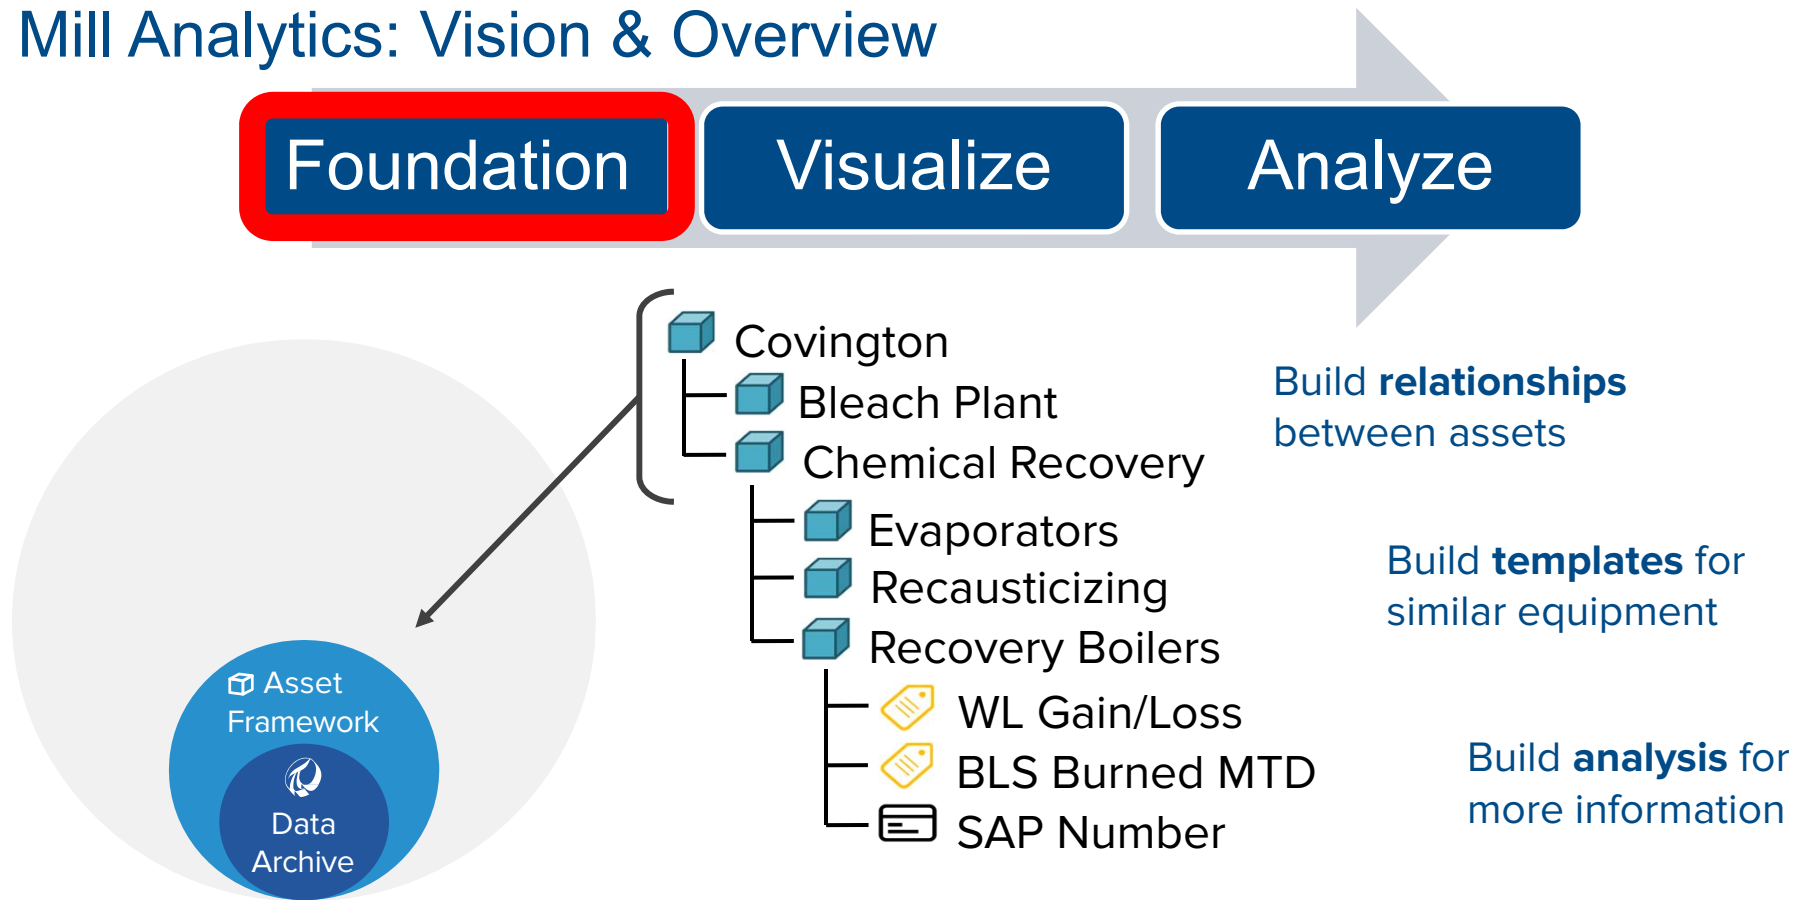 Mill Analytics: Vision & Overview
Foundation
Visualize
Analyze
Covington
Bleach Plant
Chemical Recovery
Evaporators
Recausticizing
Recovery Boilers
WL Gain/Loss
BLS Burned MTD
SAP Number
Build relationships
between assets
Build templates for
similar equipment
Build analysis for
more information
Asset
Framework
Data
Archive